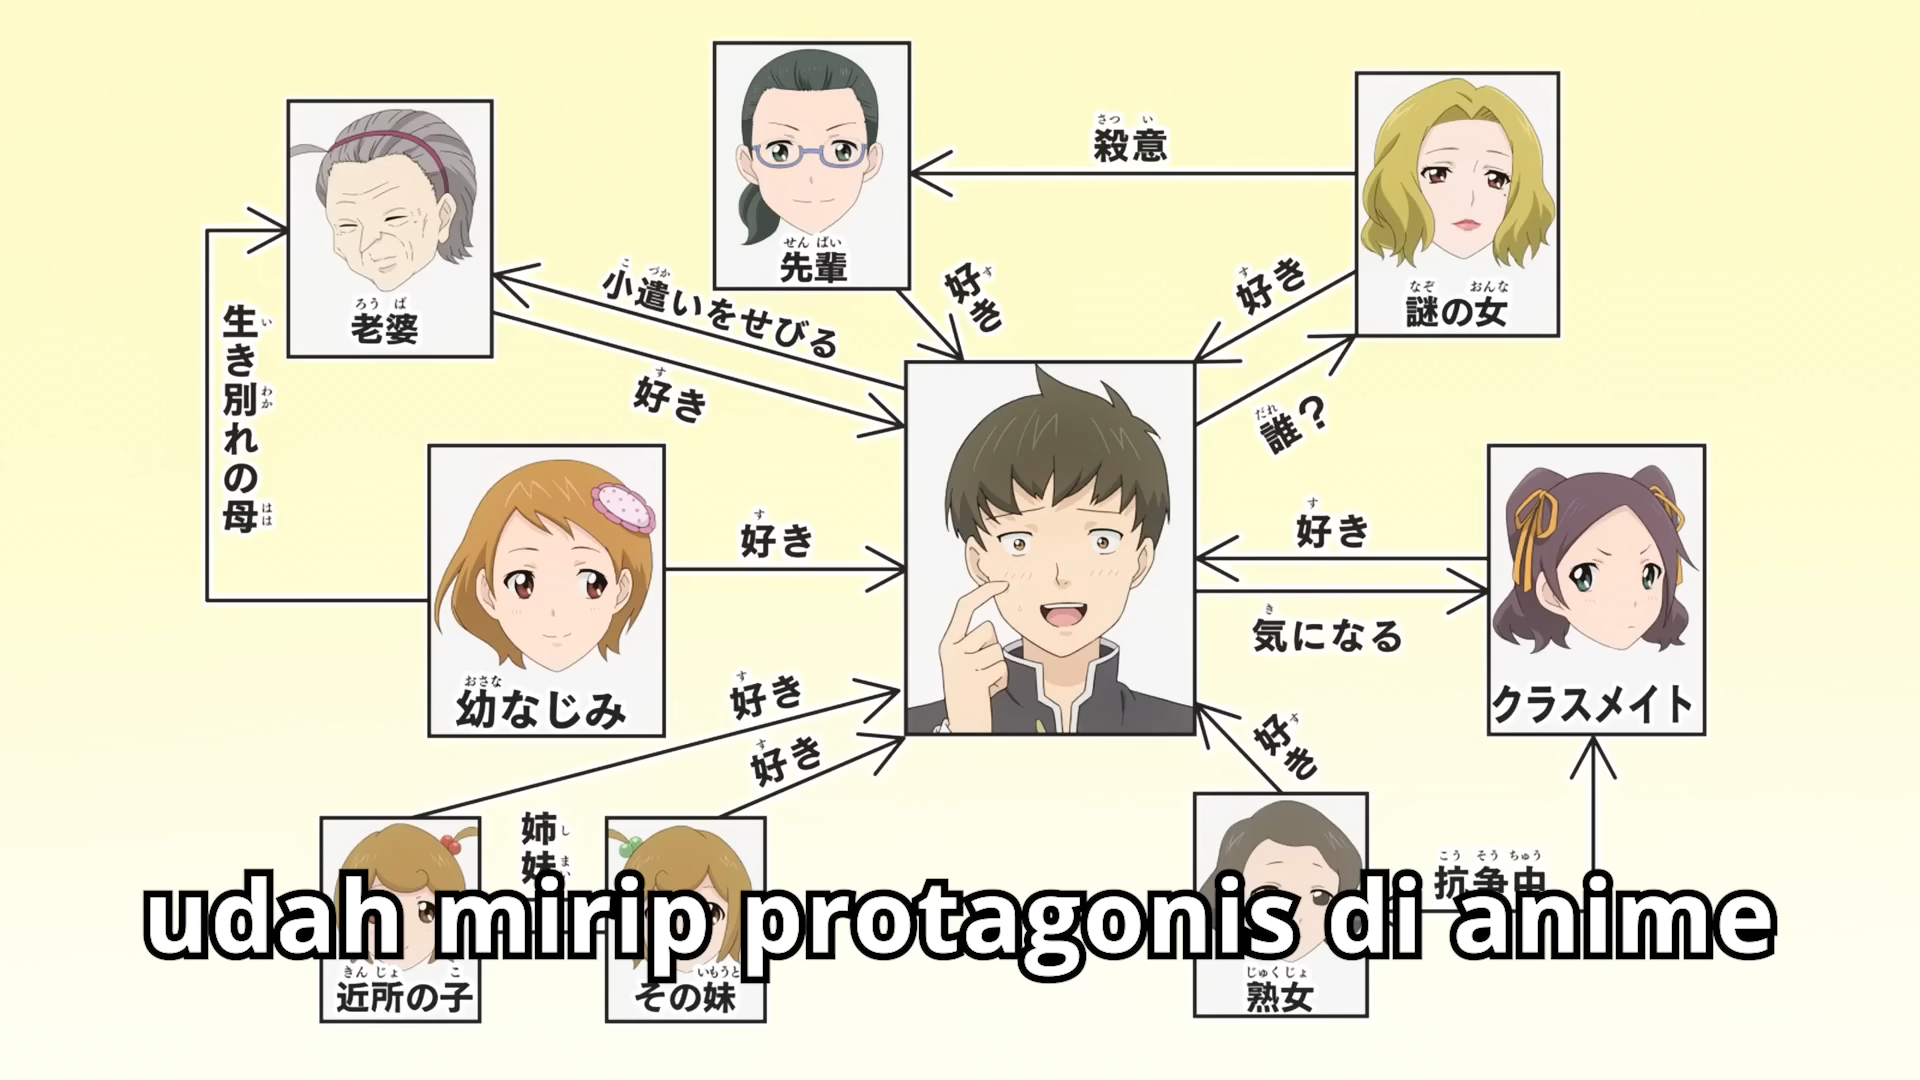 殺意
先輩
好き
好き
謎の女
老婆
小遣いをせびる
好き
誰？
生き別れの母
幼なじみ
好き
好き
気になる
クラスメイト
好き
好き
好き
姉妹
抗争中
udah mirip protagonis di anime
近所の子
その妹
熟女